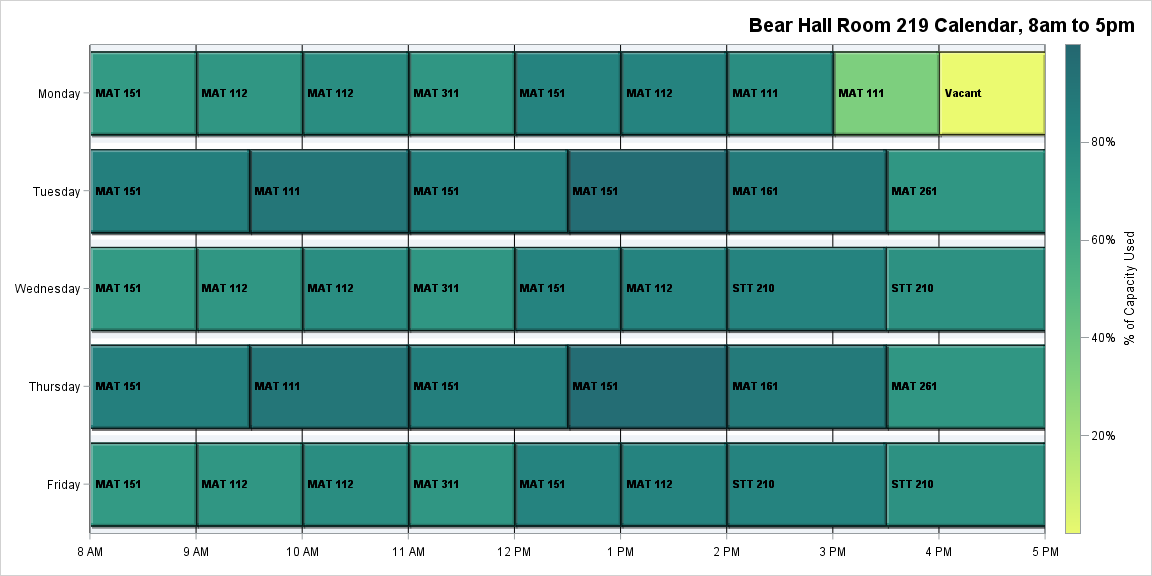 Bear Hall Room 219 Calendar, 8am to 5pm
Monday
MAT 151 MAT 112 MAT 112 MAT 311 MAT 151 MAT 112 MAT 111 MAT 111 Vacant
Tuesday
MAT 151 MAT 111 MAT 151 MAT 151 MAT 161 MAT 261
Wednesday
MAT 151 MAT 112 MAT 112 MAT 311 MAT 151 MAT 112 STT 210 STT 210
Thursday
MAT 151 MAT 111 MAT 151 MAT 151 MAT 161 MAT 261
Friday
MAT 151 MAT 112 MAT 112 MAT 311 MAT 151 MAT 112 STT 210 STT 210
8 AM 9 AM 10 AM 11 AM 12 PM 1 PM 2 PM 3 PM 4 PM 5 PM
80%
60%
40%
20%
% of Capacity Used